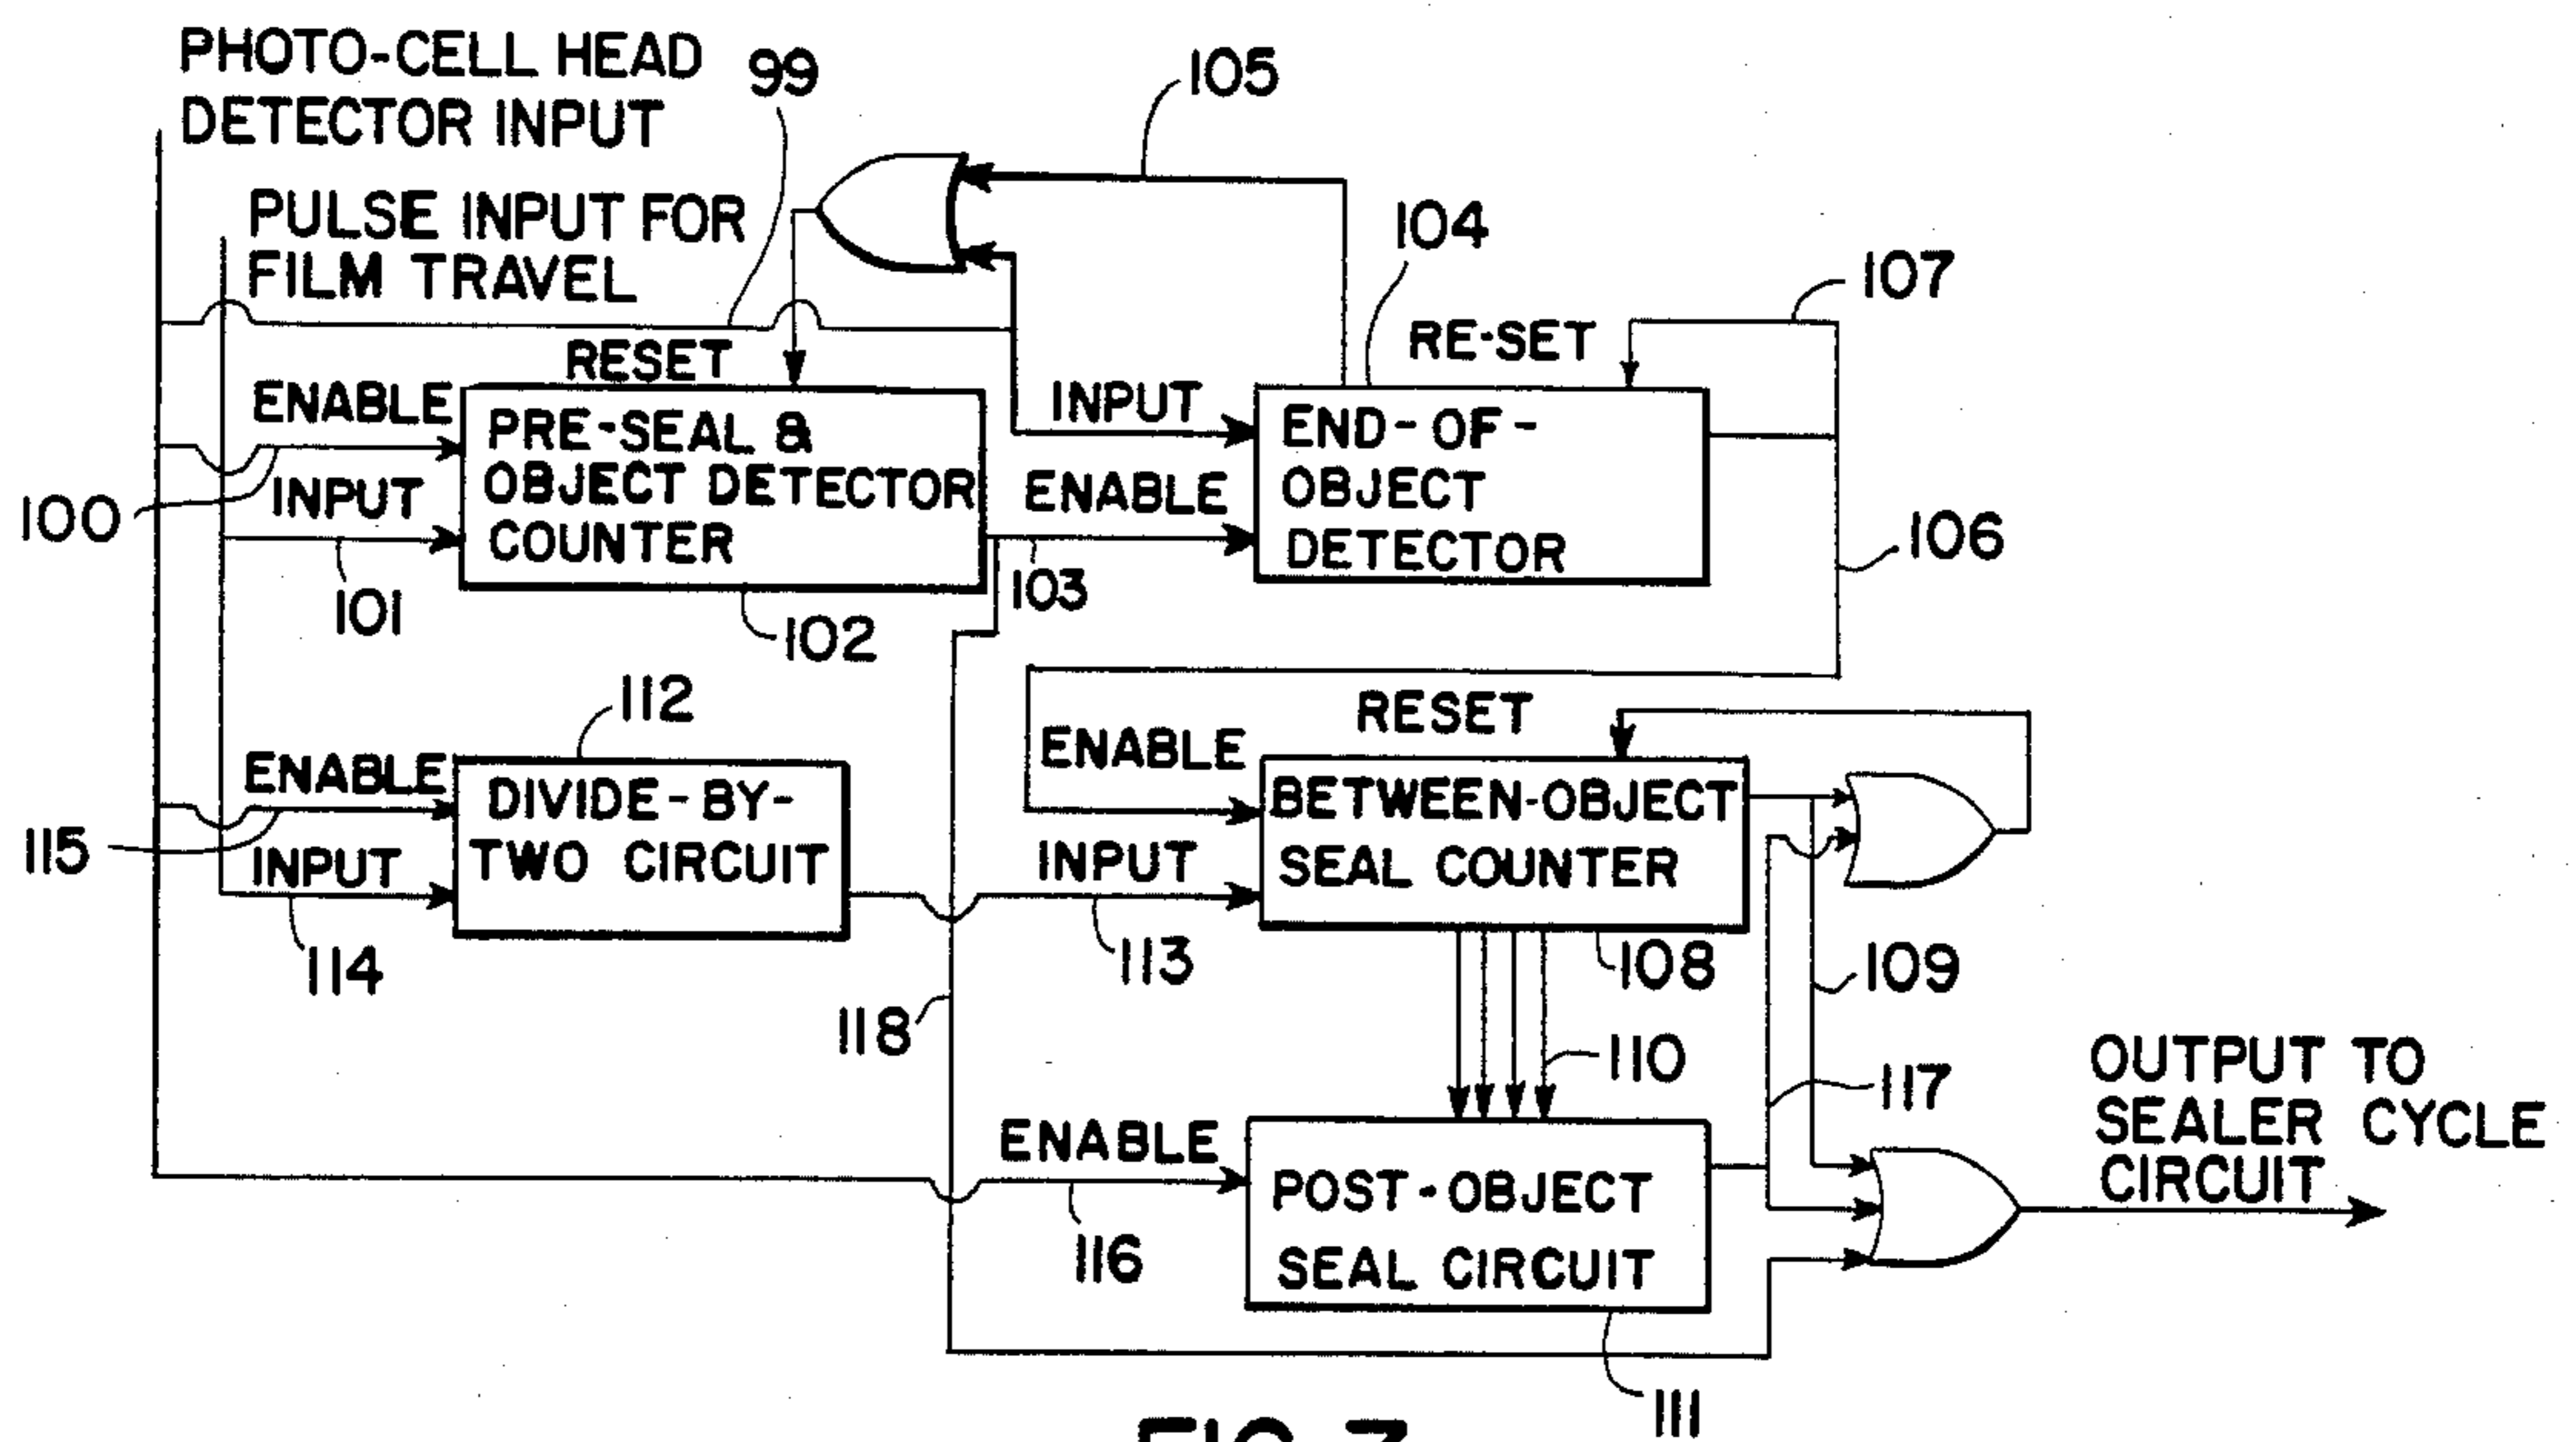 PHOTO-CELL HEAD
DETECTOR INPUT
99
105
PULSE INPUT FOR
FILM TRAVEL
104
107
RESET
RE-SET
ENABLE
INPUT
100
101
PRE-SEAL &
OBJECT DETECTOR
COUNTER
102
INPUT
ENABLE
103
END-OF-
OBJECT
DETECTOR
106
112
ENABLE
INPUT
115
114
DIVIDE-BY-
TWO CIRCUIT
RESET
ENABLE
INPUT
113
BETWEEN-OBJECT
SEAL COUNTER
108
109
118
110
117
ENABLE
116
POST-OBJECT
SEAL CIRCUIT
111
OUTPUT TO
SEALER CYCLE
CIRCUIT